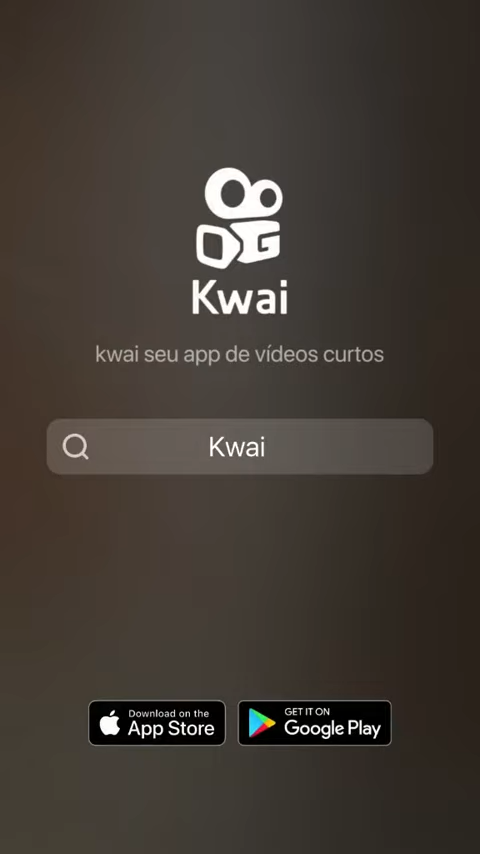 Kwai
kwai seu app de vídeos curtos
Kwai
Download on the
App Store
GET IT ON
Google Play